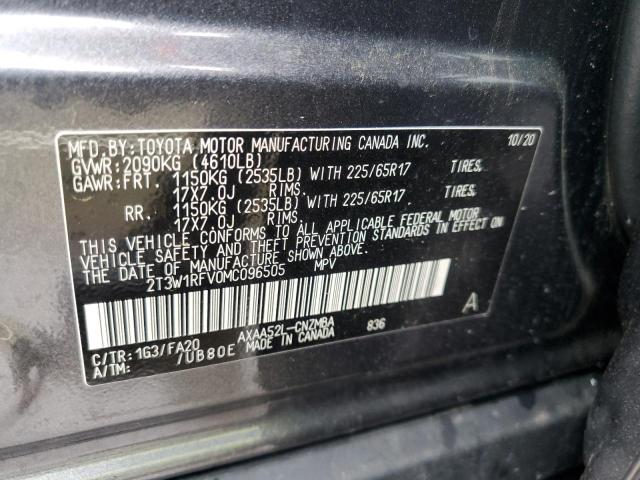 MFD.BY:TOYOTA MOTOR MANUFACTURING CANADA INC. 10/20
GVWR:2090KG (4610LB)
GAWR:FRT. 1150KG (2535LB) WITH 225/65R17 TIRES,
17X7.0J RIMS.
RR. 1150KG (2535LB) WITH 225/65R17 TIRES,
17X7.0J RIMS.
THIS VEHICLE CONFORMS TO ALL APPLICABLE FEDERAL MOTOR
VEHICLE SAFETY AND THEFT PREVENTION STANDARDS IN EFFECT ON
THE DATE OF MANUFACTURE SHOWN ABOVE.
2T3W1RFV0MC096505 MPV
A
C/TR:1G3/FA20 AXAA52L-CNZMBA 836
A/TM: /UB80E MADE IN CANADA